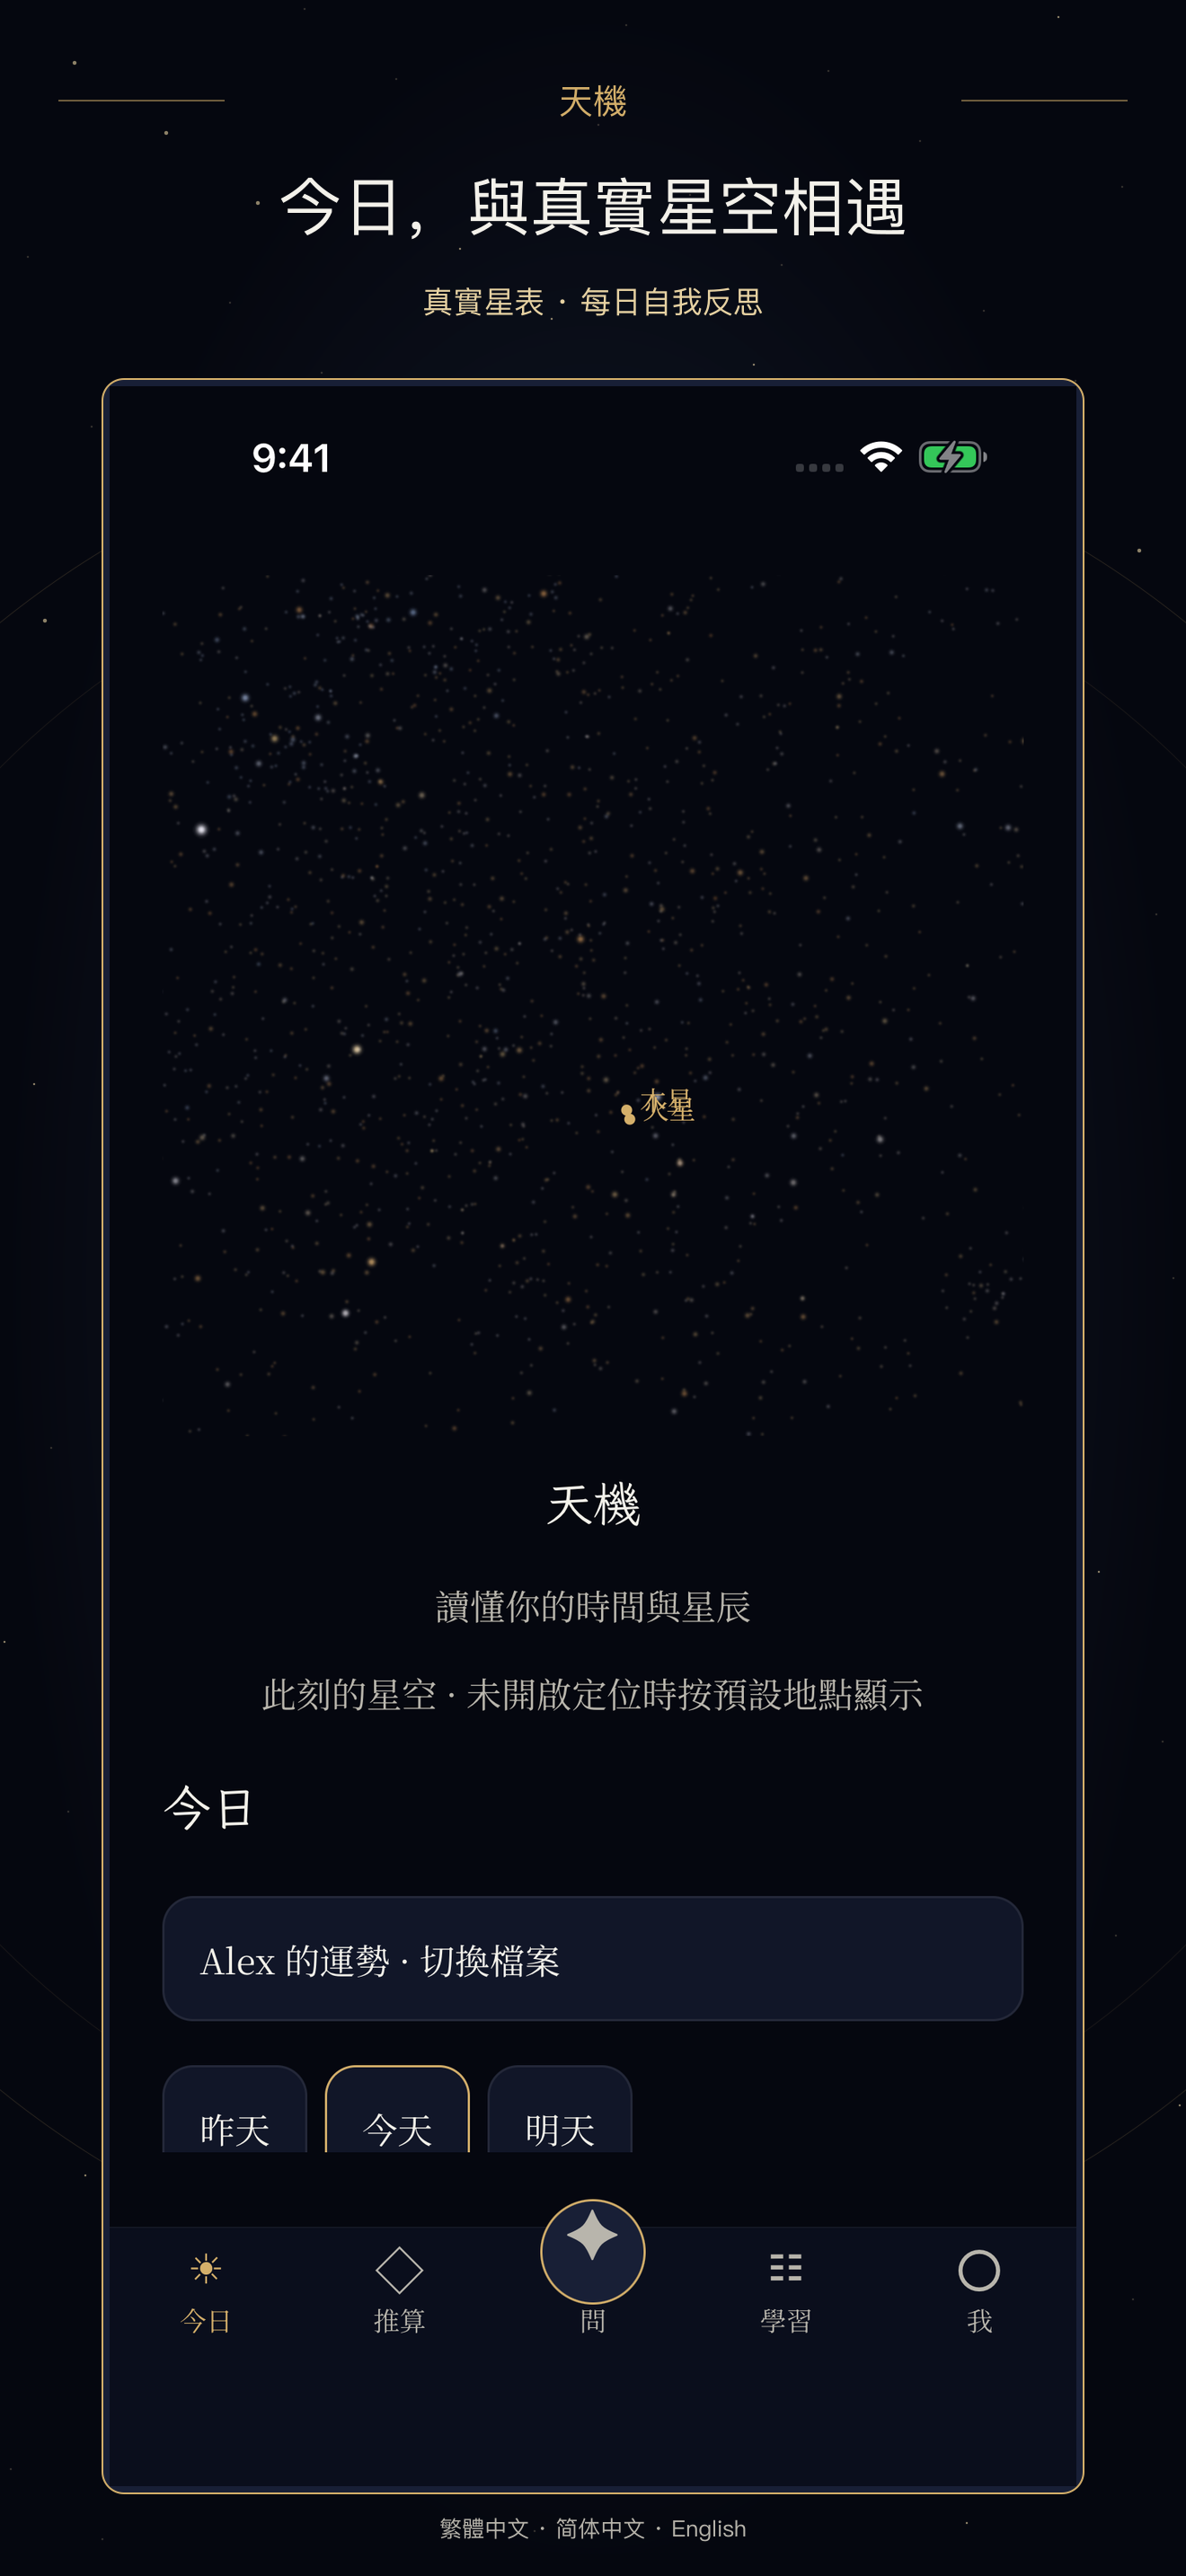 天機
今日，與真實星空相遇
真實星表 · 每日自我反思
9:41
火星
天機
讀懂你的時間與星辰
此刻的星空 · 未開啟定位時按預設地點顯示
今日
Alex 的運勢 · 切換檔案
昨天 今天 明天
今日 推算 問 學習 我
繁體中文 · 简体中文 · English